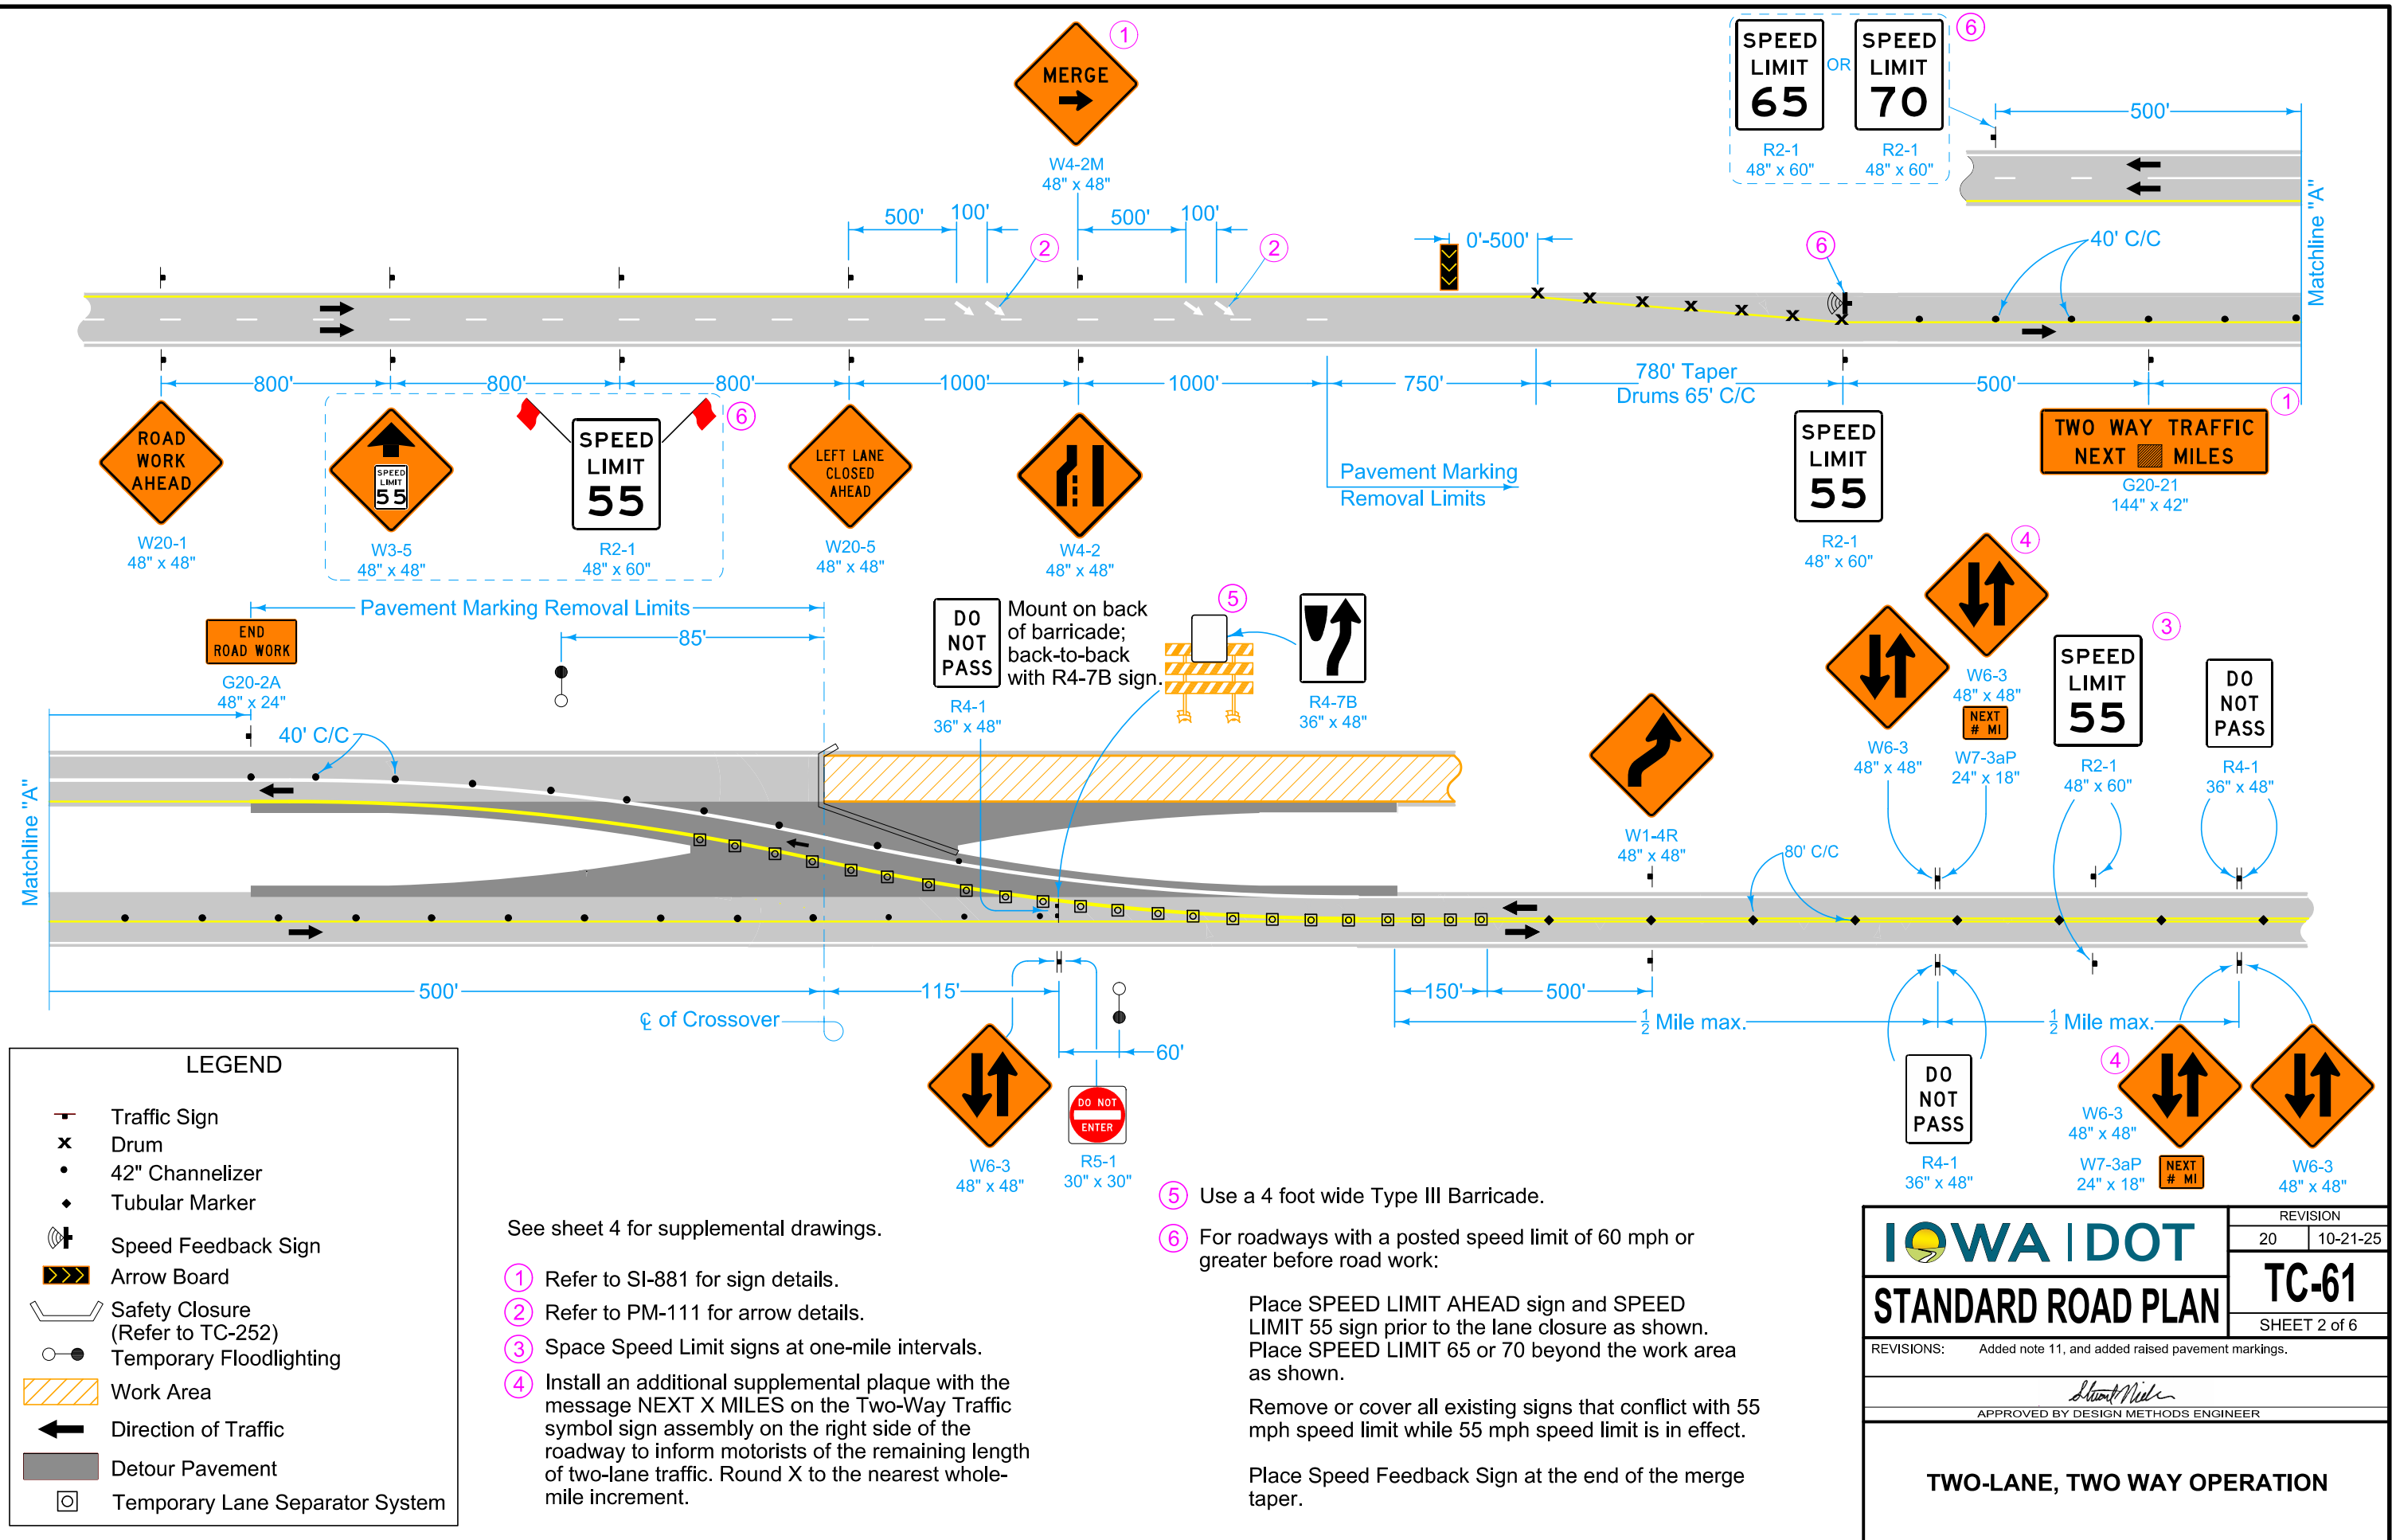 MERGE
1
W4-2M
48" x 48"
SPEED
LIMIT
65
OR
SPEED
LIMIT
70
6
R2-1
48" x 60"
R2-1
48" x 60"
500'
500'
100'
2
500'
100'
2
0'-500'
6
40' C/C
Matchline "A"
800'
800'
800'
1000'
1000'
750'
780' Taper
Drums 65' C/C
500'
1
ROAD
WORK
AHEAD
W20-1
48" x 48"
SPEED
LIMIT
55
W3-5
48" x 48"
SPEED
LIMIT
55
R2-1
48" x 60"
6
LEFT LANE
CLOSED
AHEAD
W20-5
48" x 48"
W4-2
48" x 48"
Pavement Marking
Removal Limits
SPEED
LIMIT
55
R2-1
48" x 60"
TWO WAY TRAFFIC
NEXT MILES
G20-21
144" x 42"
Pavement Marking Removal Limits
85'
END
ROAD WORK
G20-2A
48" x 24"
40' C/C
DO
NOT
PASS
R4-1
36" x 48"
Mount on back
of barricade;
back-to-back
with R4-7B sign.
5
R4-7B
36" x 48"
W1-4R
48" x 48"
80' C/C
W6-3
48" x 48"
4
W6-3
48" x 48"
NEXT
# MI
W7-3aP
24" x 18"
3
SPEED
LIMIT
55
R2-1
48" x 60"
DO
NOT
PASS
R4-1
36" x 48"
Matchline "A"
500'
115'
℄ of Crossover
60'
150'
500'
1/2 Mile max.
1/2 Mile max.
W6-3
48" x 48"
DO NOT
ENTER
R5-1
30" x 30"
DO
NOT
PASS
R4-1
36" x 48"
4
W6-3
48" x 48"
W7-3aP
24" x 18"
NEXT
# MI
W6-3
48" x 48"
LEGEND
Traffic Sign
Drum
42" Channelizer
Tubular Marker
Speed Feedback Sign
Arrow Board
Safety Closure
(Refer to TC-252)
Temporary Floodlighting
Work Area
Direction of Traffic
Detour Pavement
Temporary Lane Separator System
See sheet 4 for supplemental drawings.
1 Refer to SI-881 for sign details.
2 Refer to PM-111 for arrow details.
3 Space Speed Limit signs at one-mile intervals.
4 Install an additional supplemental plaque with the
message NEXT X MILES on the Two-Way Traffic
symbol sign assembly on the right side of the
roadway to inform motorists of the remaining length
of two-lane traffic. Round X to the nearest whole-
mile increment.
5 Use a 4 foot wide Type III Barricade.
6 For roadways with a posted speed limit of 60 mph or
greater before road work:
Place SPEED LIMIT AHEAD sign and SPEED
LIMIT 55 sign prior to the lane closure as shown.
Place SPEED LIMIT 65 or 70 beyond the work area
as shown.
Remove or cover all existing signs that conflict with 55
mph speed limit while 55 mph speed limit is in effect.
Place Speed Feedback Sign at the end of the merge
taper.
IOWA | DOT
STANDARD ROAD PLAN
REVISION
20 10-21-25
TC-61
SHEET 2 of 6
REVISIONS: Added note 11, and added raised pavement markings.
APPROVED BY DESIGN METHODS ENGINEER
TWO-LANE, TWO WAY OPERATION